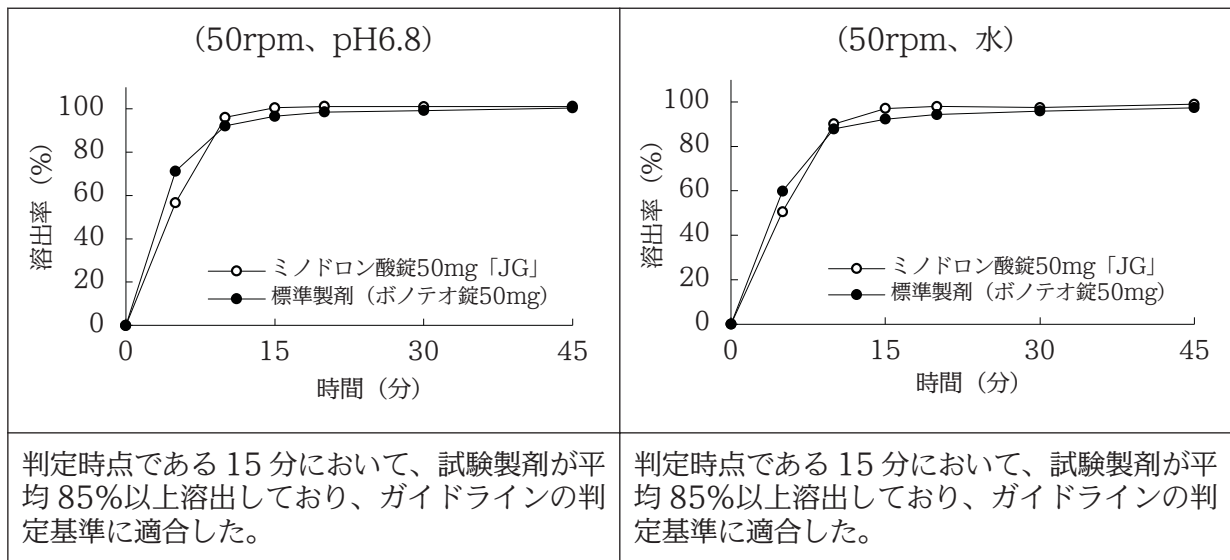 (50rpm、pH6.8)
100
80
60
40
20
0
溶出率（%）
ミノドロン酸錠50mg「JG」
標準製剤（ボノテオ錠50mg）
0 15 30 45
時間（分）
判定時点である 15 分において、試験製剤が平
均 85%以上溶出しており、ガイドラインの判
定基準に適合した。
(50rpm、水)
100
80
60
40
20
0
溶出率（%）
ミノドロン酸錠50mg「JG」
標準製剤（ボノテオ錠50mg）
0 15 30 45
時間（分）
判定時点である 15 分において、試験製剤が平
均 85%以上溶出しており、ガイドラインの判
定基準に適合した。